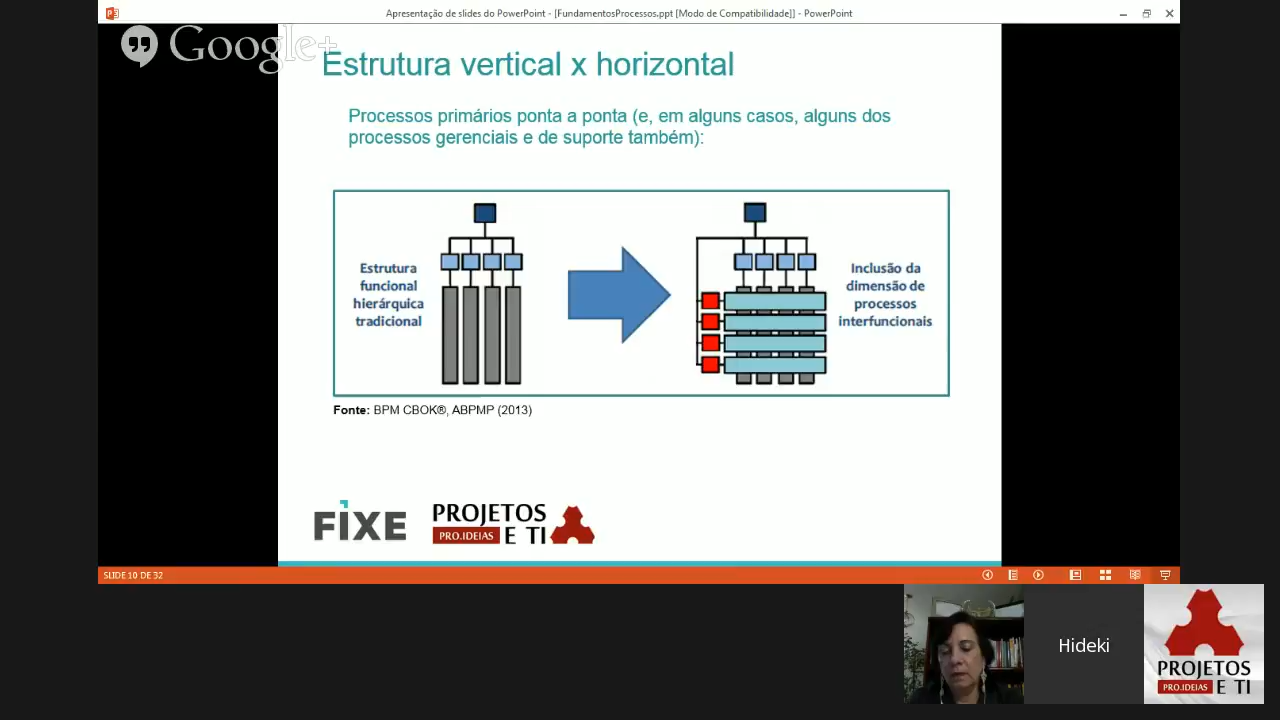 Apresentação de slides do PowerPoint - [FundamentosProcessos.ppt [Modo de Compatibilidade]] - PowerPoint
Google+
Estrutura vertical x horizontal
Processos primários ponta a ponta (e, em alguns casos, alguns dos
processos gerenciais e de suporte também):
Estrutura
funcional
hierárquica
tradicional
Inclusão da
dimensão de
processos
interfuncionais
Fonte: BPM CBOK®, ABPMP (2013)
FIXE
PROJETOS
PRO.IDEIAS E TI
SLIDE 10 DE 32
Hideki
PROJETOS
PRO.IDEIAS E TI